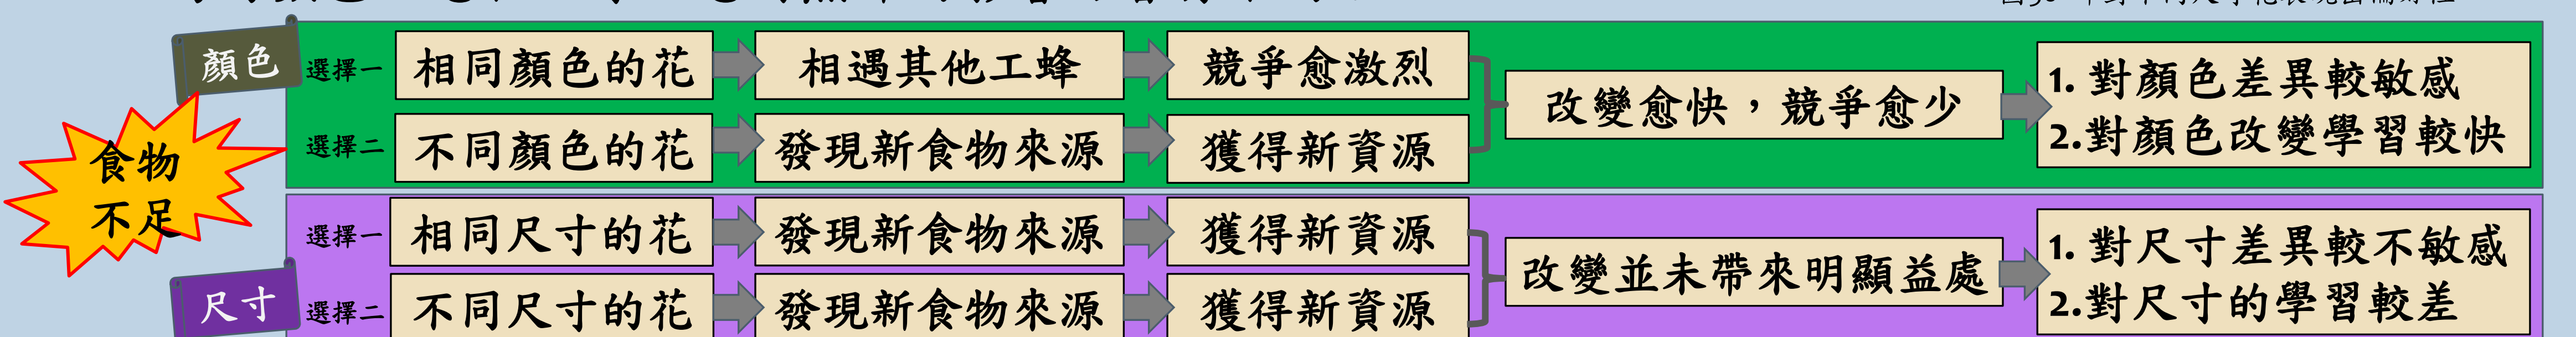 顏色
選擇一
相同顏色的花
相遇其他工蜂
競爭愈激烈
選擇二
不同顏色的花
發現新食物來源
獲得新資源
改變愈快，競爭愈少
1. 對顏色差異較敏感
2.對顏色改變學習較快
食物
不足
尺寸
選擇一
相同尺寸的花
發現新食物來源
獲得新資源
選擇二
不同尺寸的花
發現新食物來源
獲得新資源
改變並未帶來明顯益處
1. 對尺寸差異較不敏感
2.對尺寸的學習較差